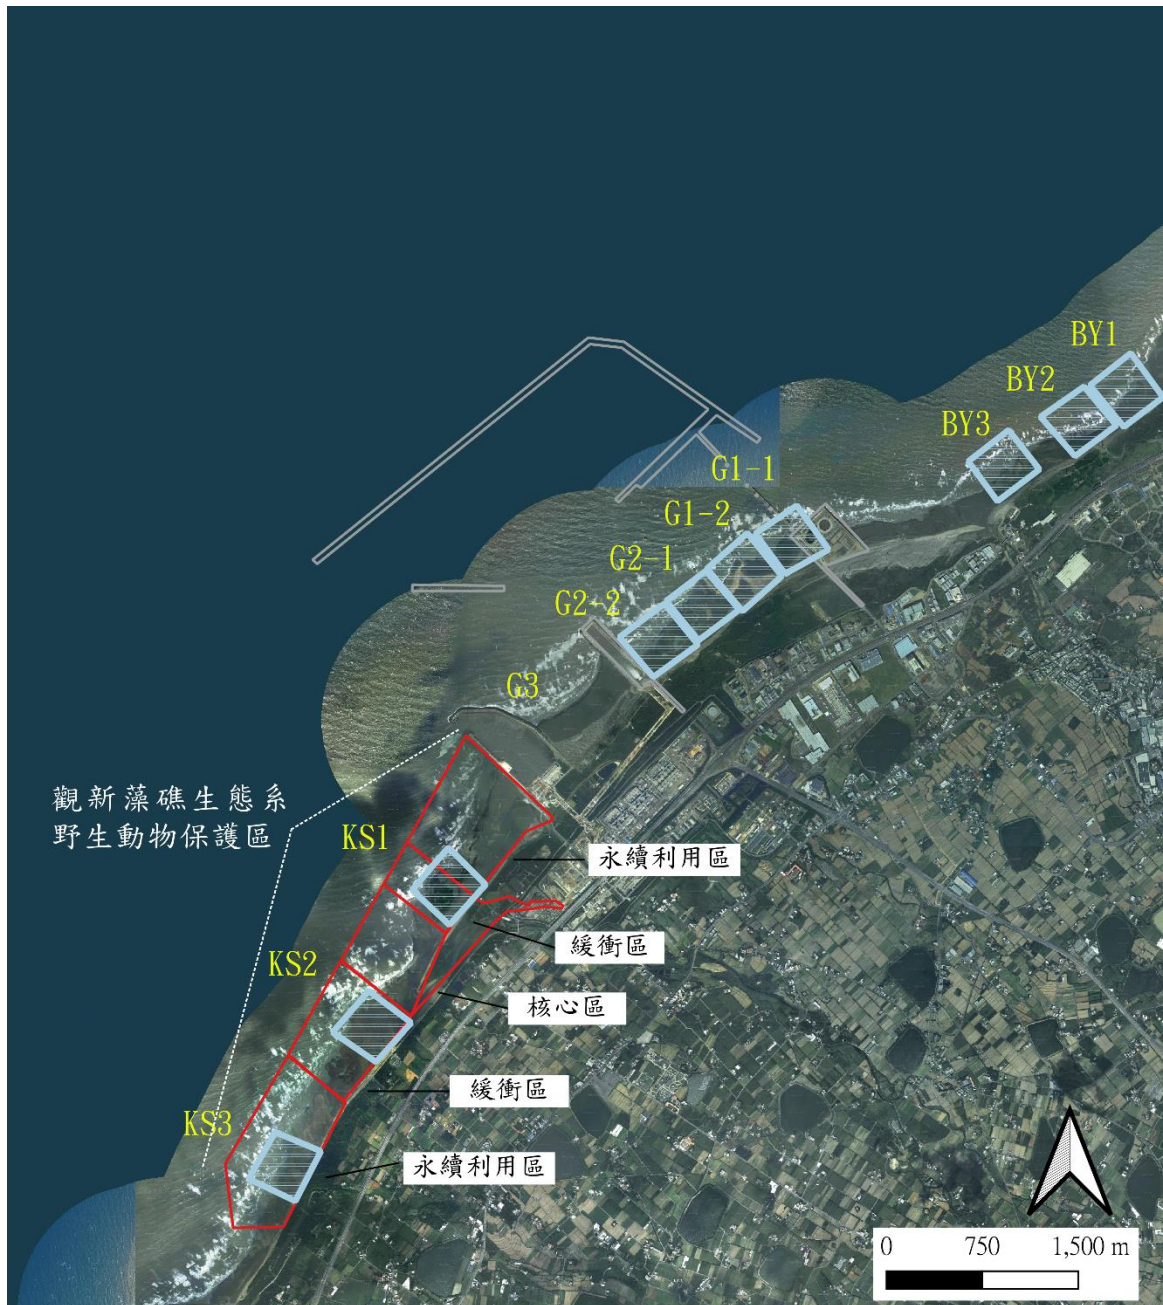 BY1
BY2
BY3
G1-1
G1-2
G2-1
G2-2
G3
觀新藻礁生態系
野生動物保護區
KS1
永續利用區
緩衝區
KS2
核心區
緩衝區
KS3
永續利用區
0 750 1,500 m